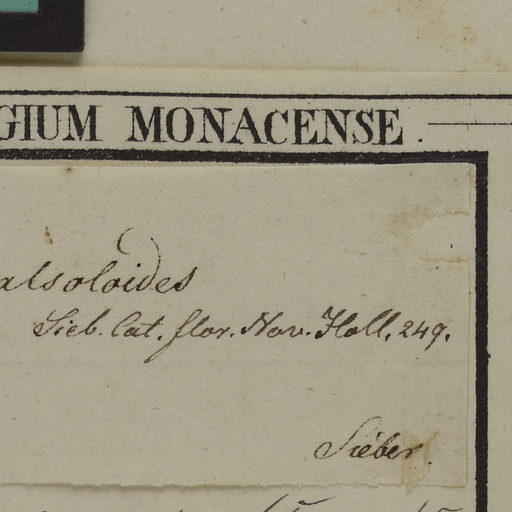 GIUM MONACENSE.
alsoloides
Sieb. Cat. flor. Nov. Holl. 249.
Sieber.